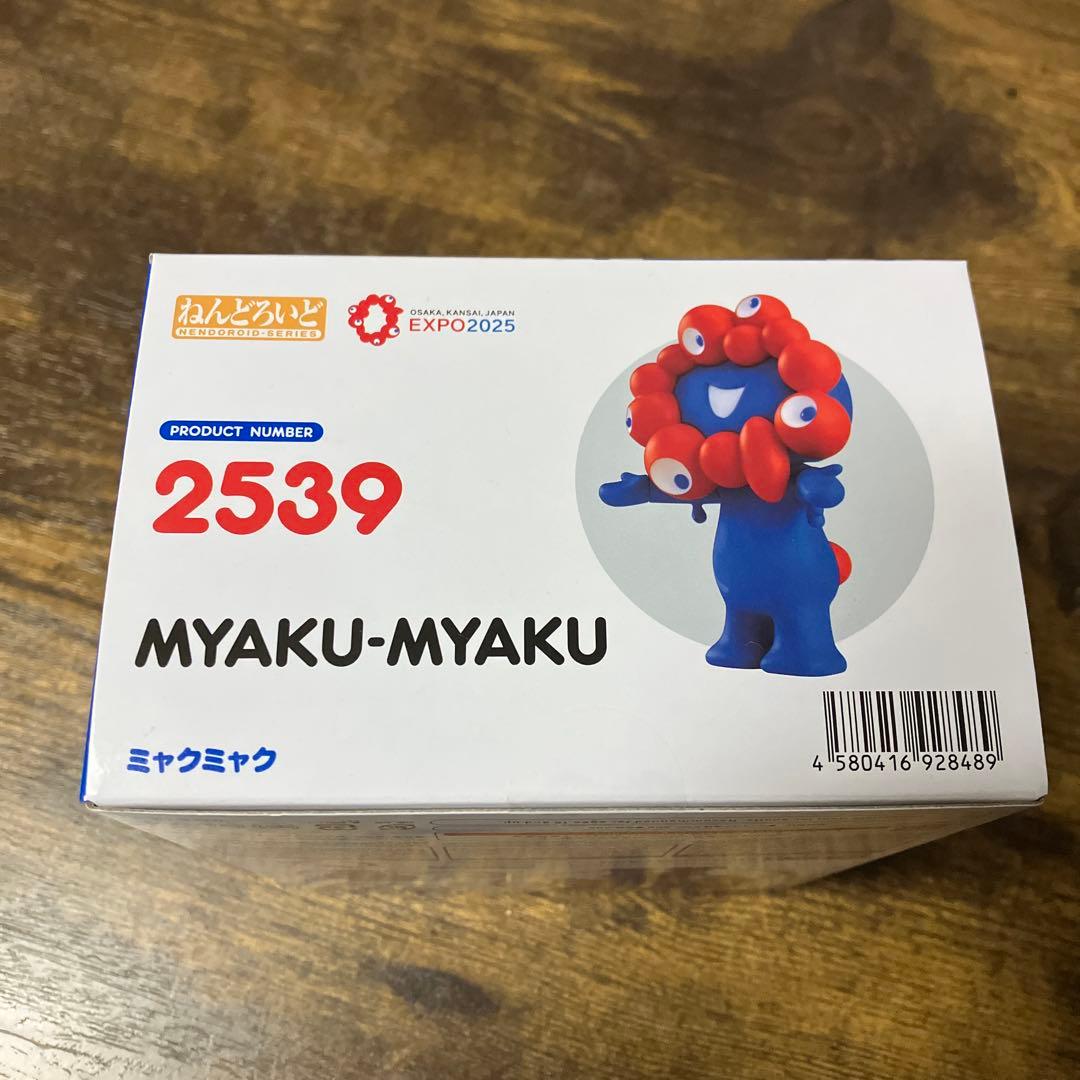 ねんどろいど
NENDOROID-SERIES
OSAKA, KANSAI, JAPAN
EXPO2025
PRODUCT NUMBER
2539
MYAKU-MYAKU
ミャクミャク
4 580416 928489